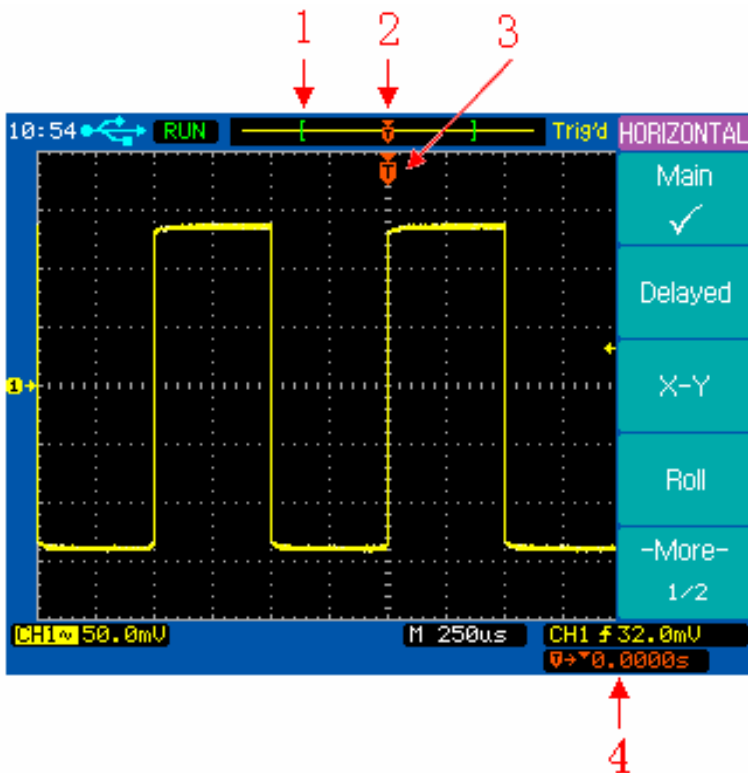 1 2 3
10:54 RUN [ T ] Trig'd HORIZONTAL
T
Main
✓
Delayed
1
X-Y
Roll
-More-
1/2
CH1~ 50.0mV M 250us CH1 32.0mV
T→▼0.0000s
4